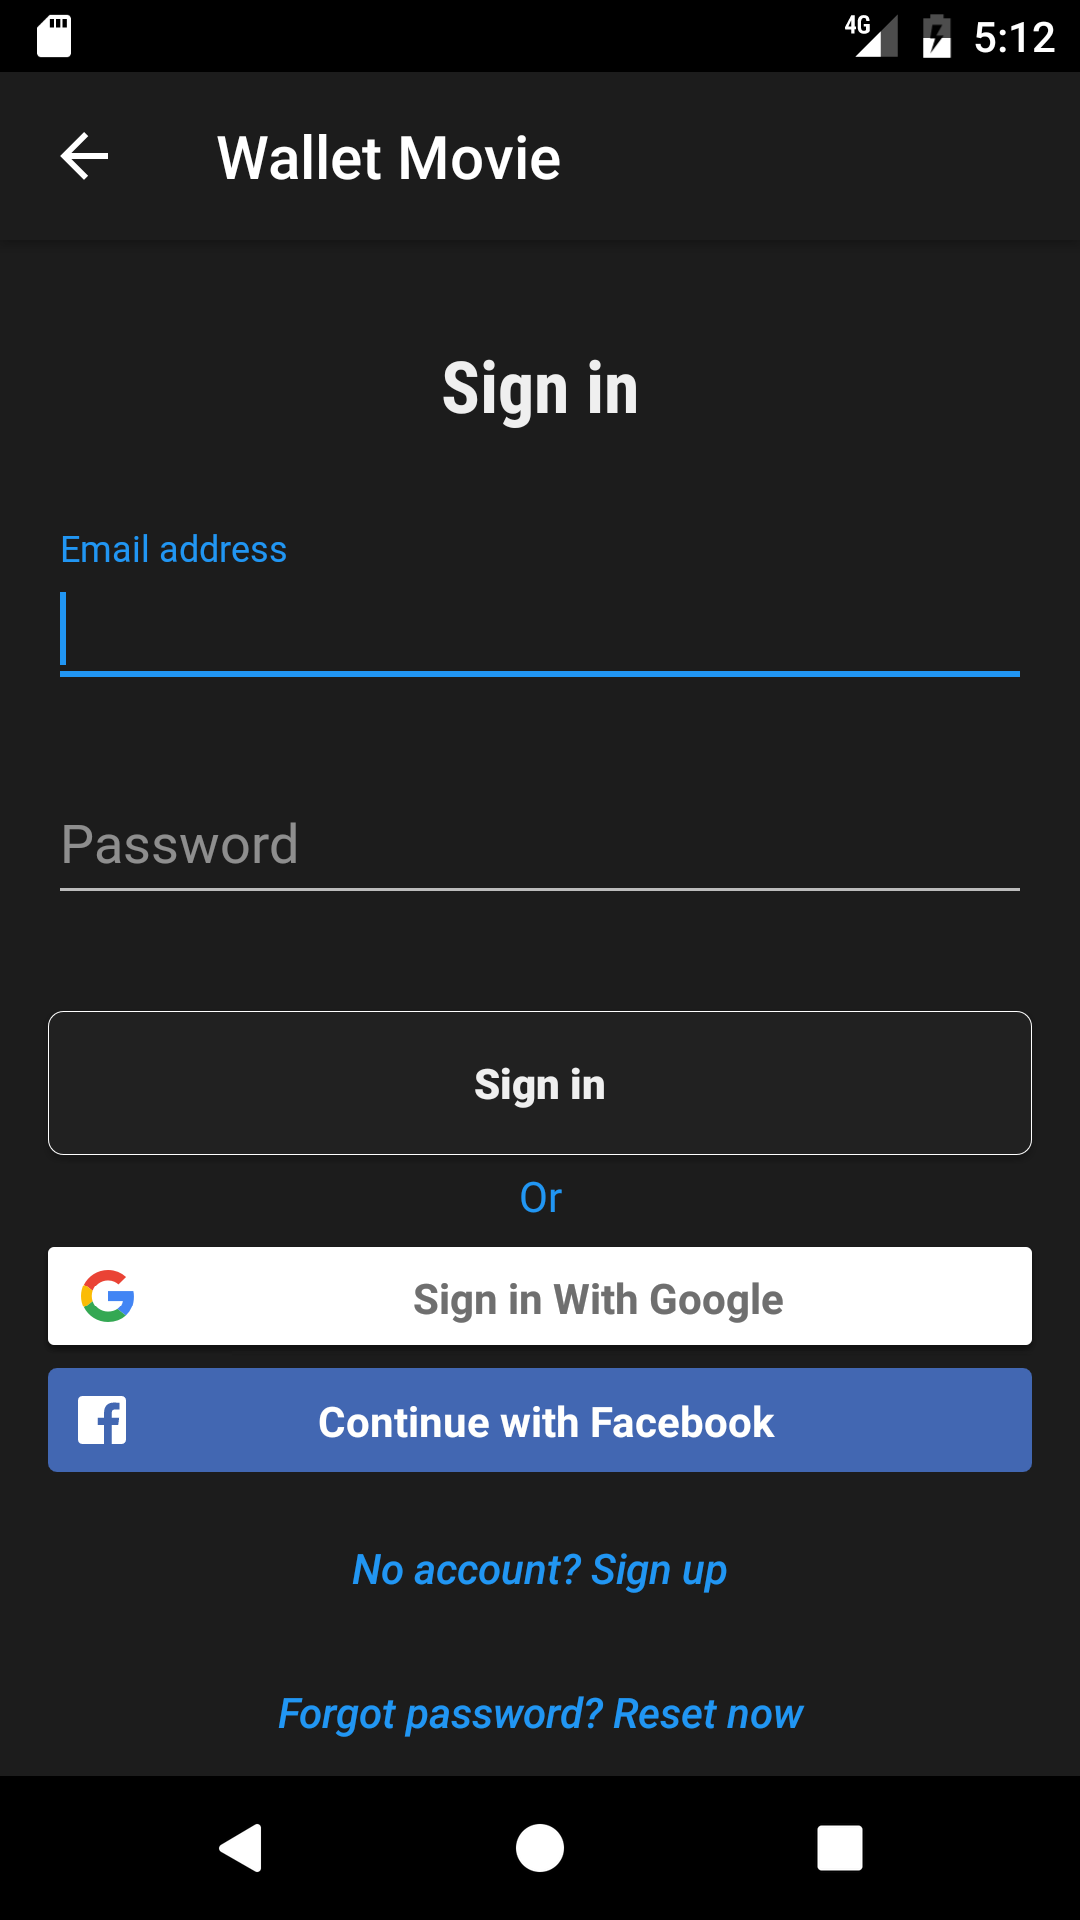 4G 5:12
Wallet Movie
Sign in
Email address
Password
Sign in
Or
Sign in With Google
Continue with Facebook
No account? Sign up
Forgot password? Reset now